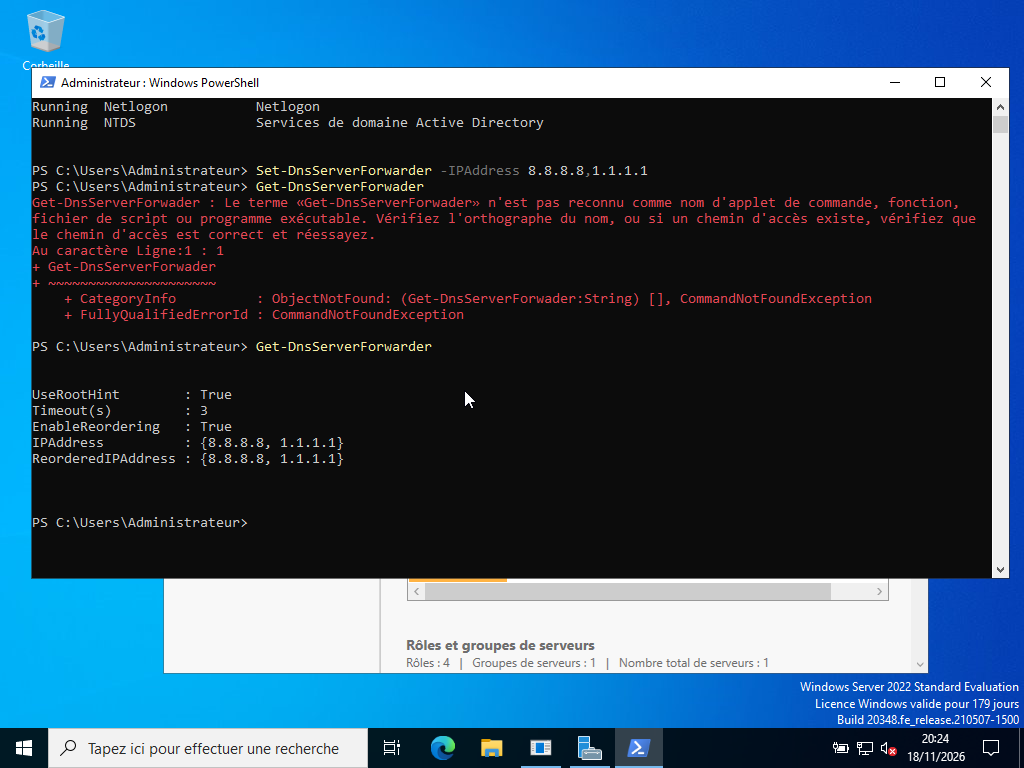 Corbeille
Administrateur : Windows PowerShell
Running  Netlogon           Netlogon
Running  NTDS               Services de domaine Active Directory
PS C:\Users\Administrateur> Set-DnsServerForwarder -IPAddress 8.8.8.8,1.1.1.1
PS C:\Users\Administrateur> Get-DnsServerForwader
Get-DnsServerForwader : Le terme «Get-DnsServerForwader» n'est pas reconnu comme nom d'applet de commande, fonction,
fichier de script ou programme exécutable. Vérifiez l'orthographe du nom, ou si un chemin d'accès existe, vérifiez que
le chemin d'accès est correct et réessayez.
Au caractère Ligne:1 : 1
+ Get-DnsServerForwader
+ ~~~~~~~~~~~~~~~~~~~~~
    + CategoryInfo          : ObjectNotFound: (Get-DnsServerForwader:String) [], CommandNotFoundException
    + FullyQualifiedErrorId : CommandNotFoundException
PS C:\Users\Administrateur> Get-DnsServerForwarder
UseRootHint        : True
Timeout(s)         : 3
EnableReordering   : True
IPAddress          : {8.8.8.8, 1.1.1.1}
ReorderedIPAddress : {8.8.8.8, 1.1.1.1}
PS C:\Users\Administrateur>
Rôles et groupes de serveurs
Rôles : 4 | Groupes de serveurs : 1 | Nombre total de serveurs : 1
Windows Server 2022 Standard Evaluation
Licence Windows valide pour 179 jours
Build 20348.fe_release.210507-1500
Tapez ici pour effectuer une recherche
20:24
18/11/2026